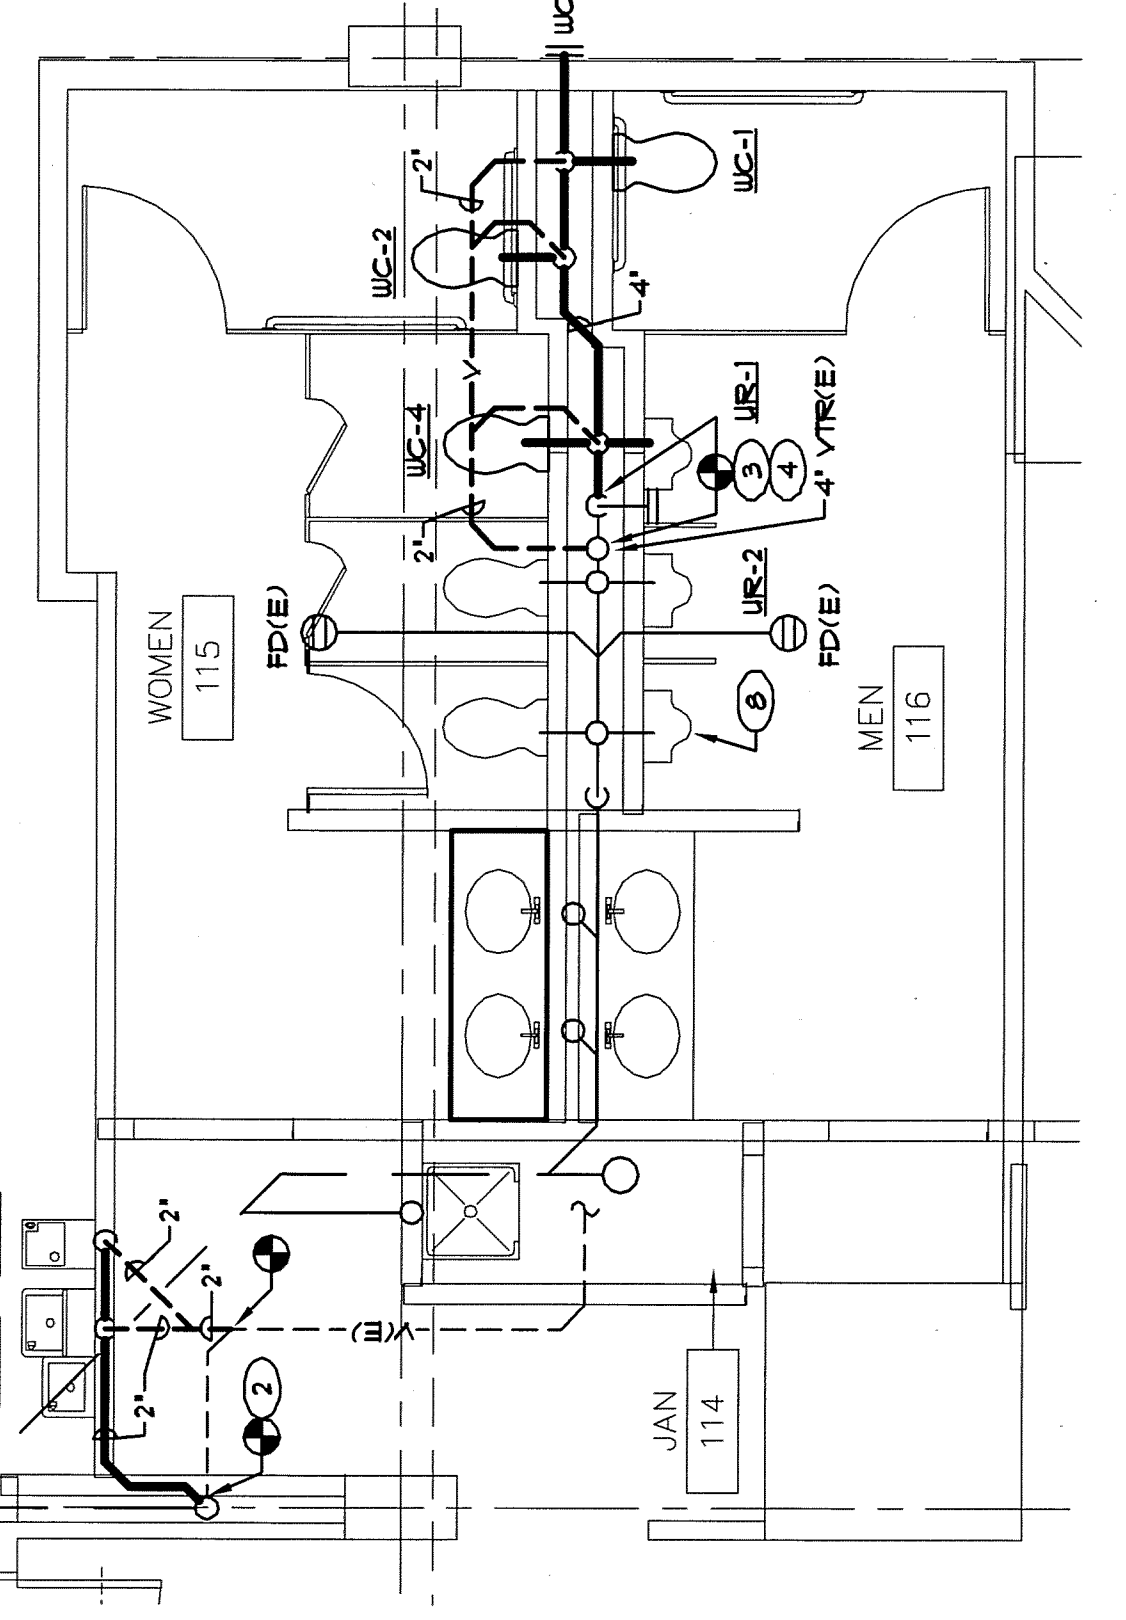 WC
2"
WC-1
WC-2
4"
UR-1
WC-4
V
3
4
4" VTR(E)
2"
UR-2
FD(E)
FD(E)
WOMEN
115
8
MEN
116
2"
2"
V(E)
2"
2
JAN
114